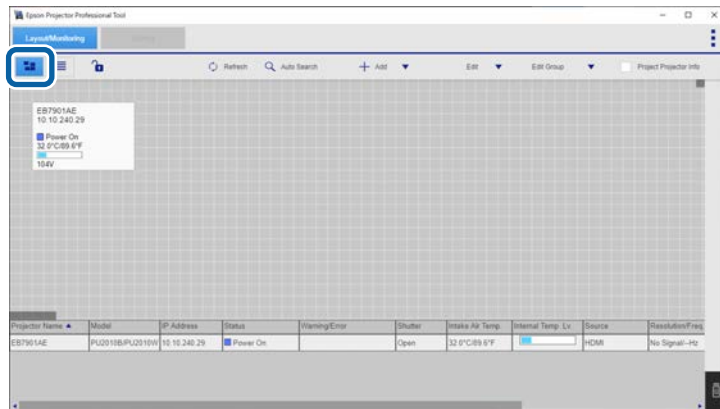 Epson Projector Professional Tool
Layout/Monitoring
Refresh Auto Search Add Edit Edit Group Project Projector Info
EB7901AE
10.10.240.29
Power On
32.0°C/89.6°F
104V
Projector Name Model IP Address Status Warning/Error Shutter Intake Air Temp. Internal Temp. Lv. Source Resolution/Freq.
EB7901AE PU2010B/PU2010W 10.10.240.29 Power On Open 32.0°C/89.6°F HDMI No Signal/--Hz